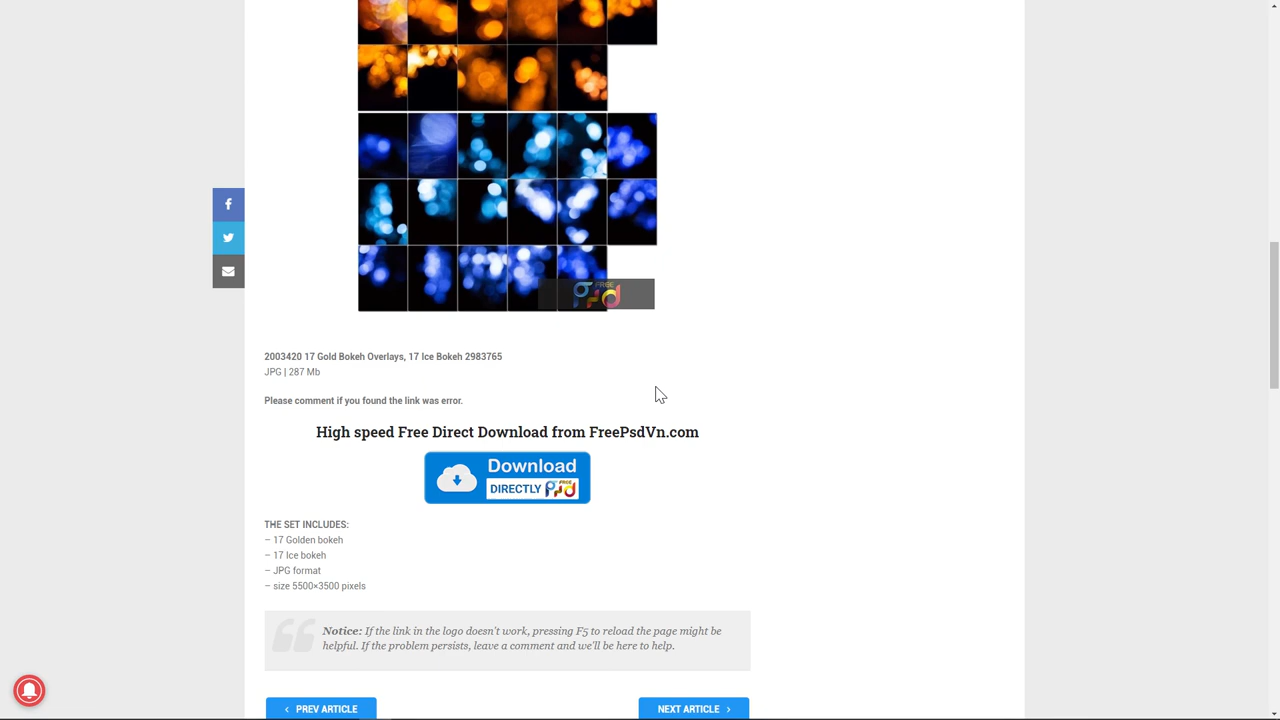 FREE
2003420 17 Gold Bokeh Overlays, 17 Ice Bokeh 2983765
JPG | 287 Mb
Please comment if you found the link was error.
High speed Free Direct Download from FreePsdVn.com
Download
DIRECTLY FREE
THE SET INCLUDES:
– 17 Golden bokeh
– 17 Ice bokeh
– JPG format
– size 5500×3500 pixels
Notice: If the link in the logo doesn't work, pressing F5 to reload the page might be
helpful. If the problem persists, leave a comment and we'll be here to help.
PREV ARTICLE
NEXT ARTICLE